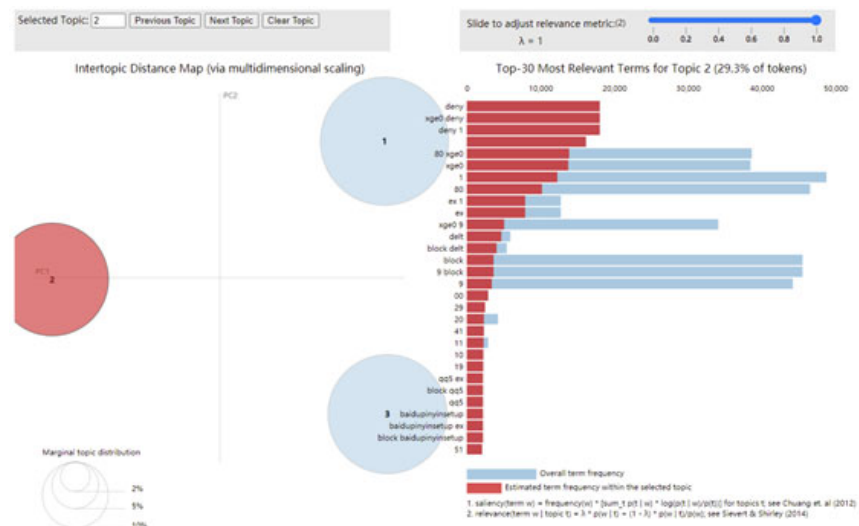 Selected Topic: 2 Previous Topic Next Topic Clear Topic
Slide to adjust relevance metric:(2)
λ = 1
0.0 0.2 0.4 0.6 0.8 1.0
Intertopic Distance Map (via multidimensional scaling)
PC2
PC1
1
2
3
Marginal topic distribution
2%
5%
10%
Top-30 Most Relevant Terms for Topic 2 (29.3% of tokens)
0 10,000 20,000 30,000 40,000 50,000
deny
xge0 deny
deny 1
80 xge0
xge0
1
80
ex 1
ex
xge0 9
delt
block delt
block
9 block
9
00
29
20
41
11
10
19
qq5 ex
block qq5
qq5
baidupinyinsetup
baidupinyinsetup ex
block baidupinyinsetup
51
Overall term frequency
Estimated term frequency within the selected topic
1. saliency(term w) = frequency(w) * [sum_t p(t | w) * log(p(t | w)/p(t))] for topics t; see Chuang et. al (2012)
2. relevance(term w | topic t) = λ * p(w | t) + (1 - λ) * p(w | t)/p(w); see Sievert & Shirley (2014)